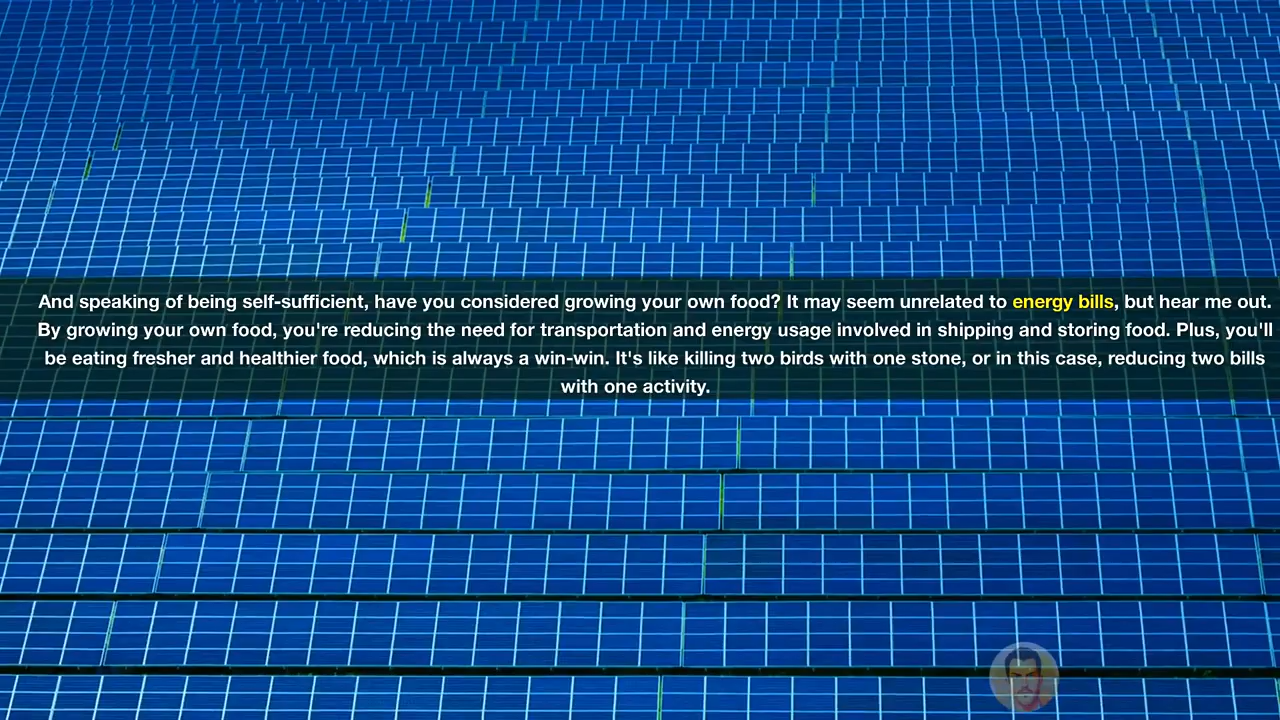 And speaking of being self-sufficient, have you considered growing your own food? It may seem unrelated to energy bills, but hear me out.
By growing your own food, you're reducing the need for transportation and energy usage involved in shipping and storing food. Plus, you'll
be eating fresher and healthier food, which is always a win-win. It's like killing two birds with one stone, or in this case, reducing two bills
with one activity.